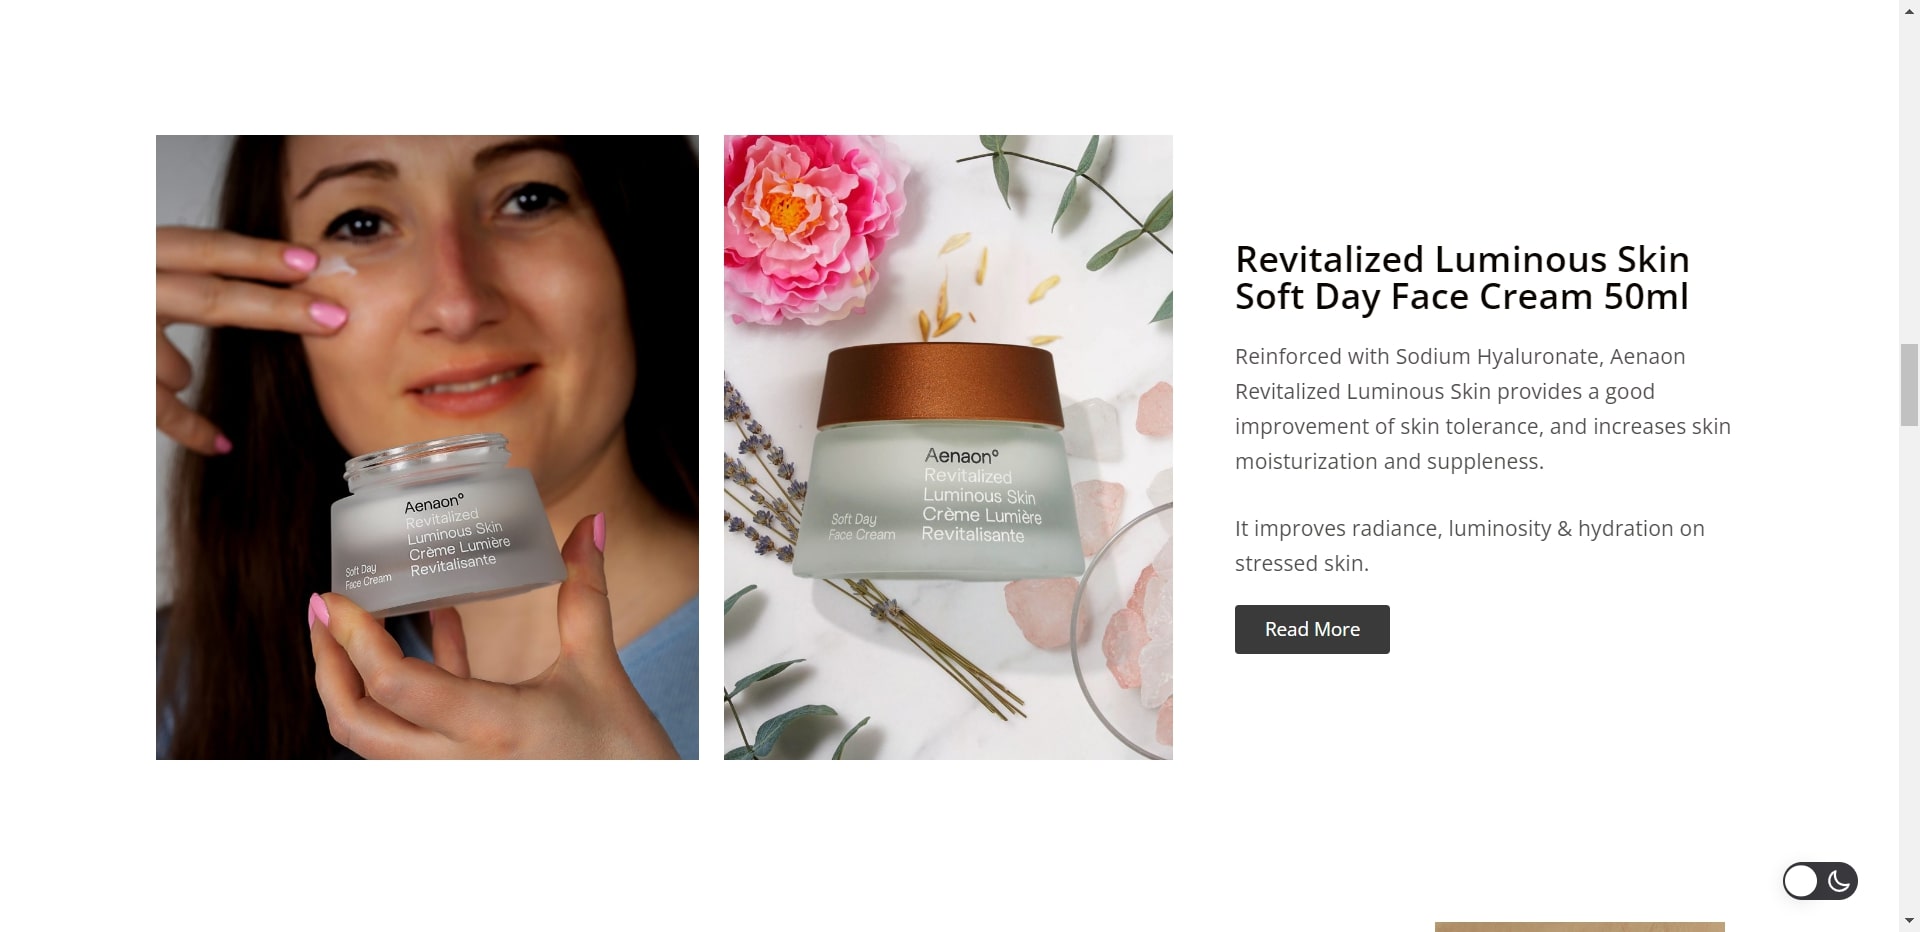 Aenaon°
Revitalized
Luminous Skin
Crème Lumière
Revitalisante
Soft Day
Face Cream
Aenaon°
Revitalized
Luminous Skin
Crème Lumière
Revitalisante
Soft Day
Face Cream
Revitalized Luminous Skin
Soft Day Face Cream 50ml
Reinforced with Sodium Hyaluronate, Aenaon
Revitalized Luminous Skin provides a good
improvement of skin tolerance, and increases skin
moisturization and suppleness.
It improves radiance, luminosity & hydration on
stressed skin.
Read More